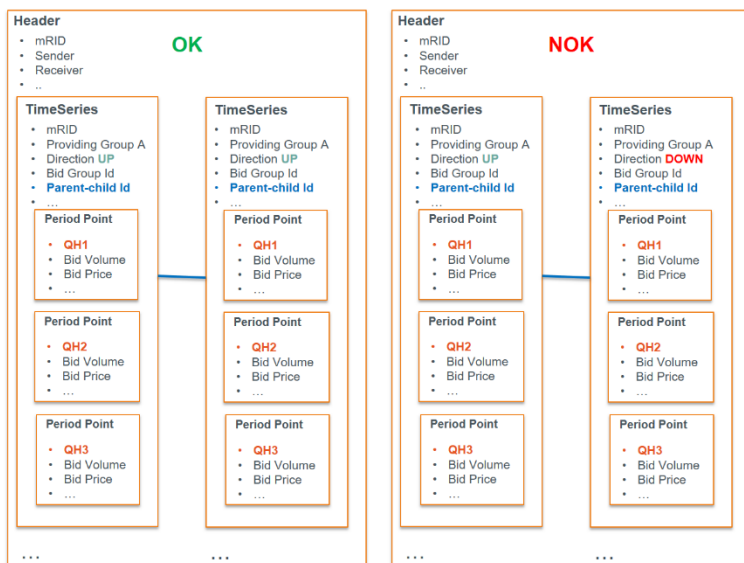 Header
OK
• mRID
• Sender
• Receiver
• ..
TimeSeries
• mRID
• Providing Group A
• Direction UP
• Bid Group Id
• Parent-child Id
• …
Period Point
• QH1
• Bid Volume
• Bid Price
• …
Period Point
• QH2
• Bid Volume
• Bid Price
• …
Period Point
• QH3
• Bid Volume
• Bid Price
• …
…
TimeSeries
• mRID
• Providing Group A
• Direction UP
• Bid Group Id
• Parent-child Id
• …
Period Point
• QH1
• Bid Volume
• Bid Price
• …
Period Point
• QH2
• Bid Volume
• Bid Price
• …
Period Point
• QH3
• Bid Volume
• Bid Price
• …
…
Header
NOK
• mRID
• Sender
• Receiver
• ..
TimeSeries
• mRID
• Providing Group A
• Direction UP
• Bid Group Id
• Parent-child Id
• …
Period Point
• QH1
• Bid Volume
• Bid Price
• …
Period Point
• QH2
• Bid Volume
• Bid Price
• …
Period Point
• QH3
• Bid Volume
• Bid Price
• …
…
TimeSeries
• mRID
• Providing Group A
• Direction DOWN
• Bid Group Id
• Parent-child Id
• …
Period Point
• QH1
• Bid Volume
• Bid Price
• …
Period Point
• QH2
• Bid Volume
• Bid Price
• …
Period Point
• QH3
• Bid Volume
• Bid Price
• …
…